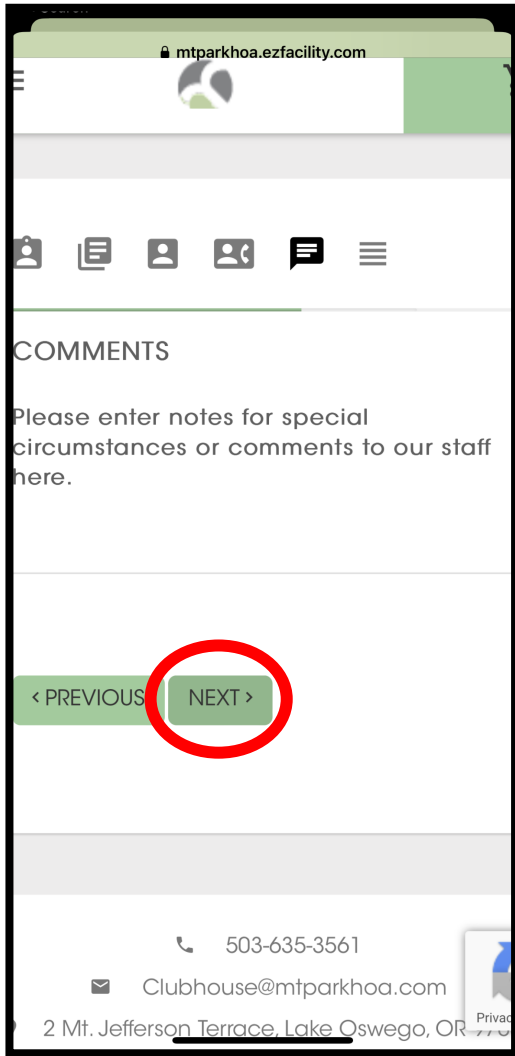 mtparkhoa.ezfacility.com
COMMENTS
Please enter notes for special
circumstances or comments to our staff
here.
< PREVIOUS
NEXT >
503-635-3561
Clubhouse@mtparkhoa.com
2 Mt. Jefferson Terrace, Lake Oswego, OR